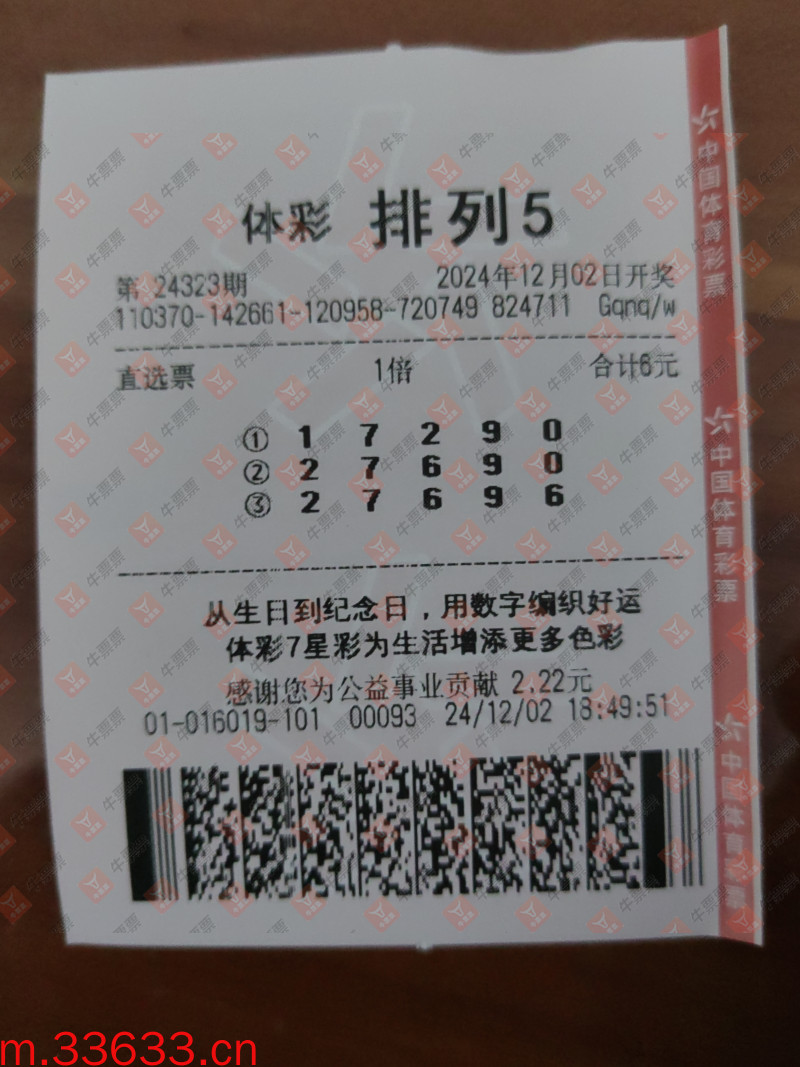 体彩 排列5
第 24323期 2024年12月02日开奖
110370-142661-120958-720749 824711 Gqnq/w
直选票 1倍 合计6元
① 1 7 2 9 0
② 2 7 6 9 0
③ 2 7 6 9 6
从生日到纪念日，用数字编织好运
体彩7星彩为生活增添更多色彩
感谢您为公益事业贡献 2.22元
01-016019-101 00093 24/12/02 18:49:51
中国体育彩票
中国体育彩票
中国体育彩票
牛票票
m.33633.cn